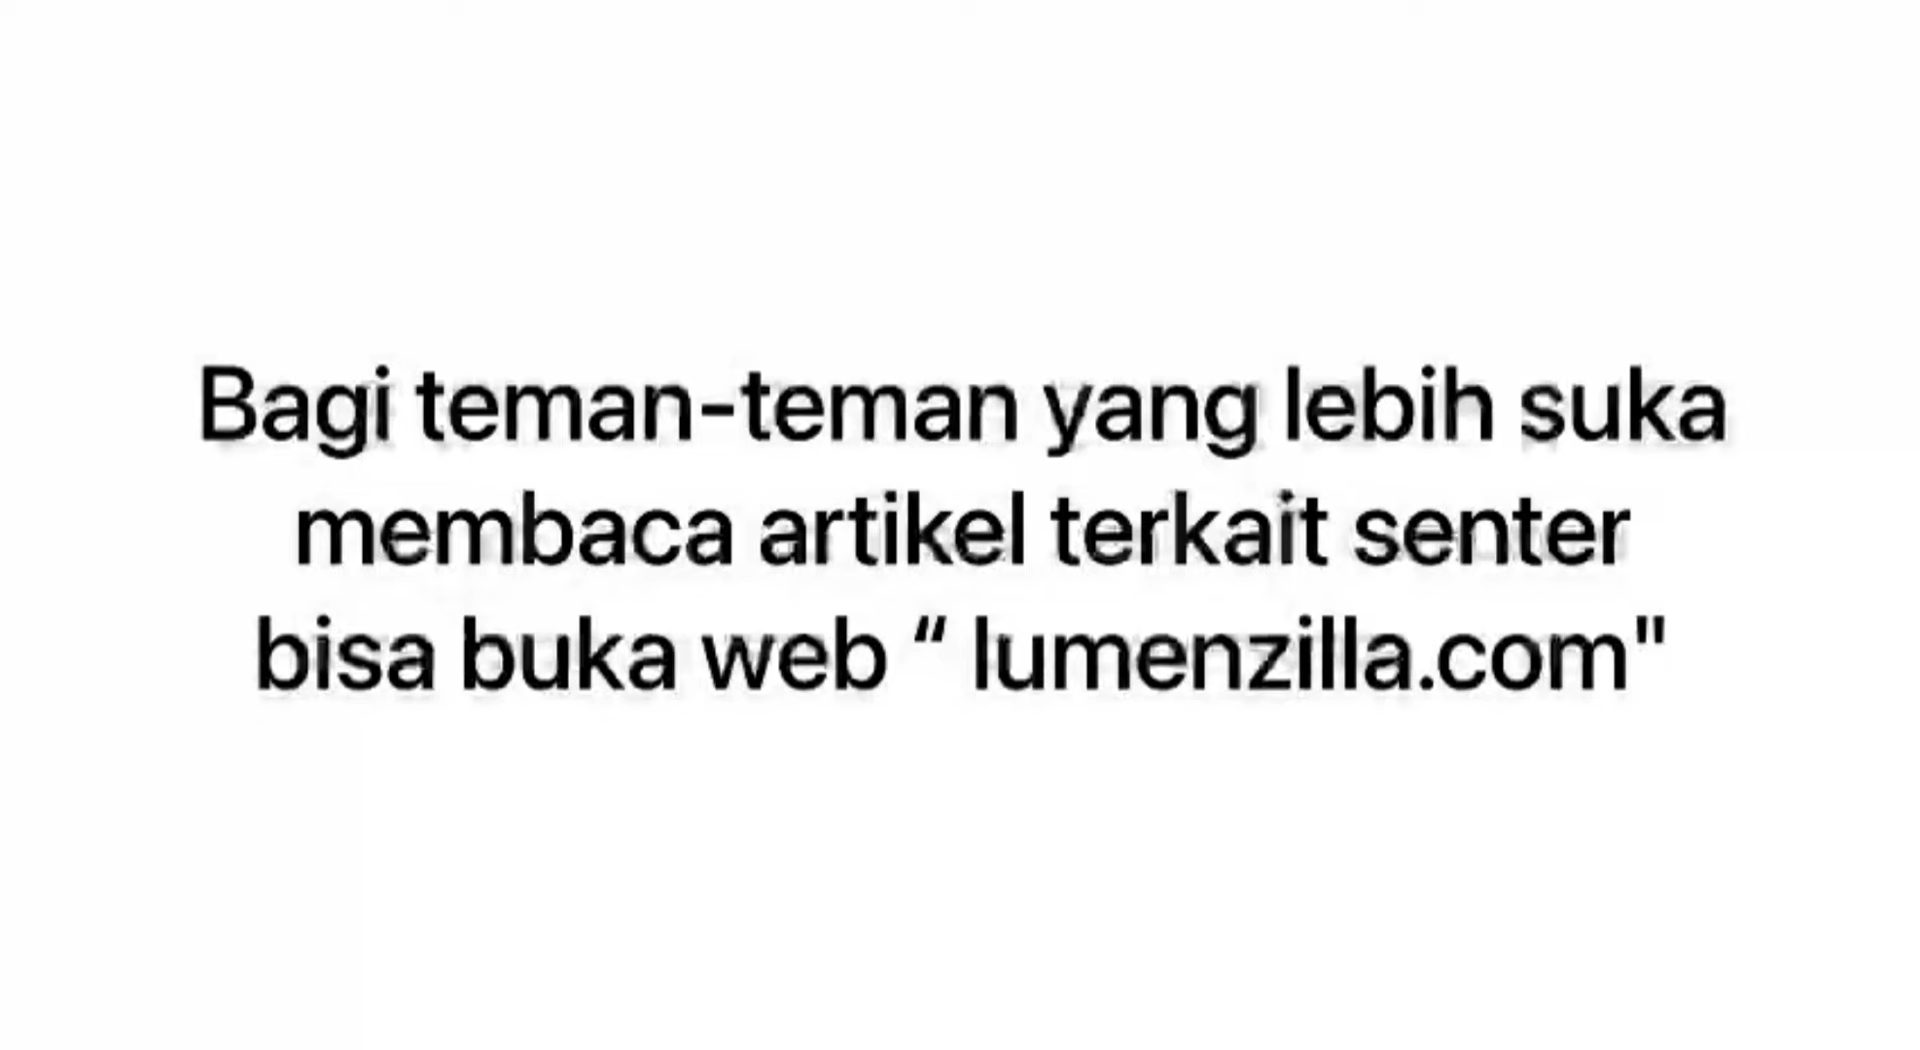 Bagi teman-teman yang lebih suka
membaca artikel terkait senter
bisa buka web “ lumenzilla.com"